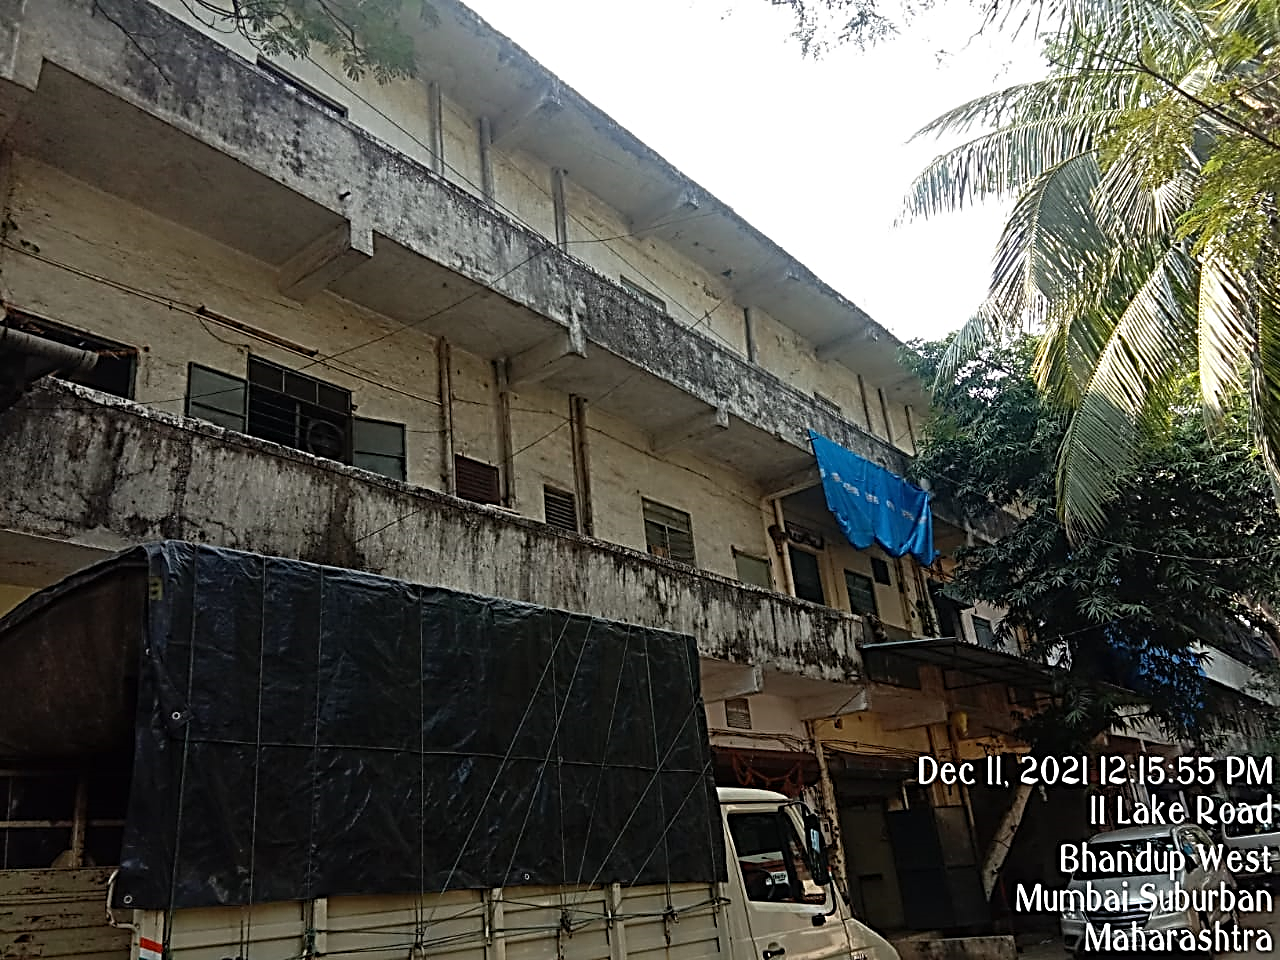 Dec 11, 2021 12:15:55 PM
11 Lake Road
Bhandup West
Mumbai Suburban
Maharashtra